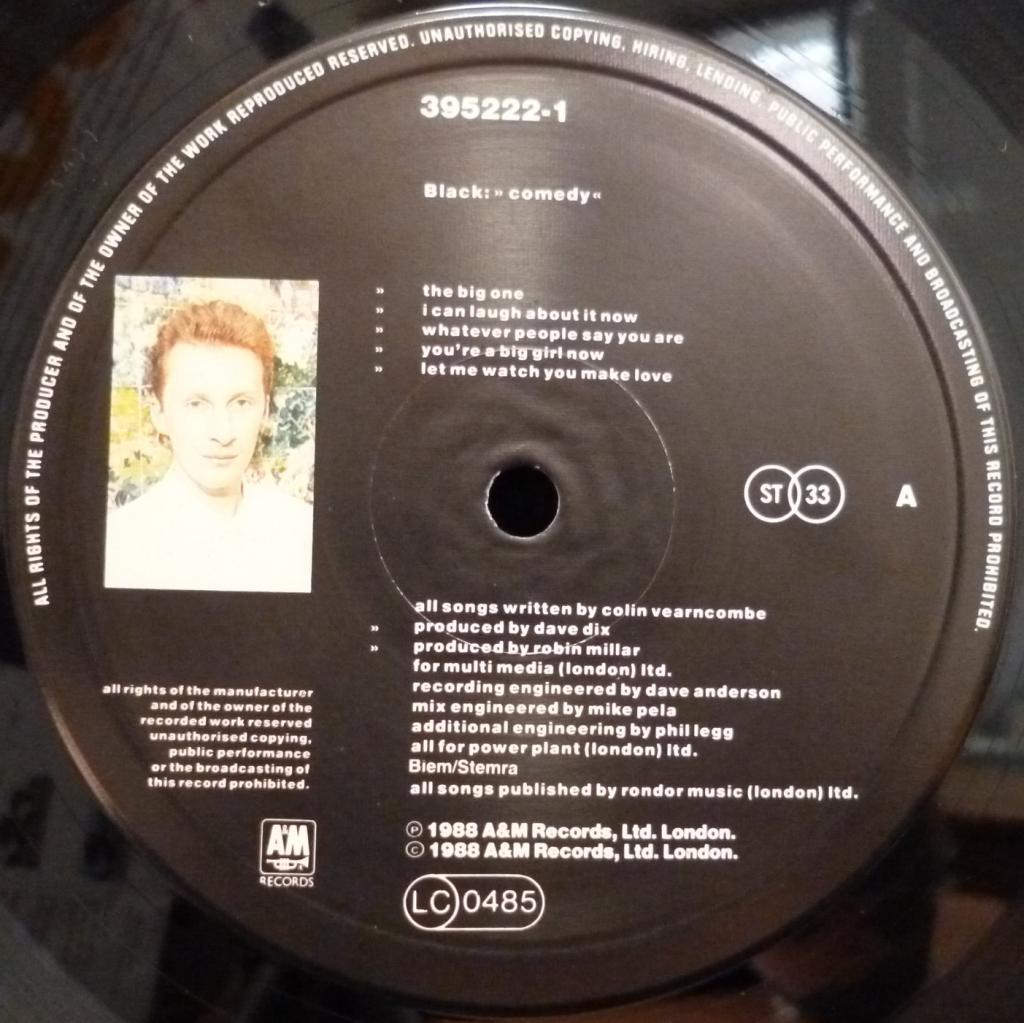 ALL RIGHTS OF THE PRODUCER AND OF THE OWNER OF THE WORK REPRODUCED RESERVED. UNAUTHORISED COPYING, HIRING, LENDING, PUBLIC PERFORMANCE AND BROADCASTING OF THIS RECORD PROHIBITED.
395222-1
Black: » comedy «
» the big one
» i can laugh about it now
» whatever people say you are
» you're a big girl now
» let me watch you make love
ST 33
A
all songs written by colin vearncombe
» produced by dave dix
» produced by robin millar
for multi media (london) ltd.
recording engineered by dave anderson
mix engineered by mike pela
additional engineering by phil legg
all for power plant (london) ltd.
Biem/Stemra
all songs published by rondor music (london) ltd.
all rights of the manufacturer
and of the owner of the
recorded work reserved
unauthorised copying,
public performance
or the broadcasting of
this record prohibited.
A&M
RECORDS
℗ 1988 A&M Records, Ltd. London.
© 1988 A&M Records, Ltd. London.
LC 0485